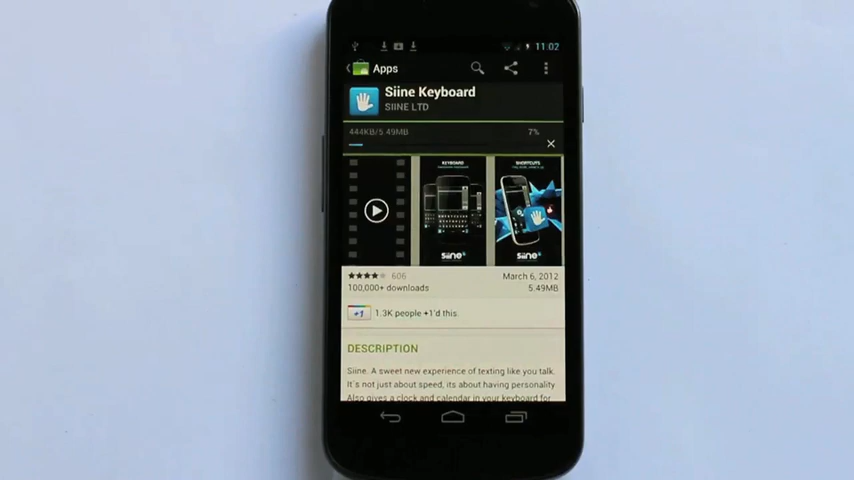 11.02
Apps
Siine Keyboard
SIINE LTD
444KB/5.49MB
7%
KEYBOARD
SHORTCUTS
siine
siine
606
March 6, 2012
100,000+ downloads
5.49MB
+1
1.3K people +1'd this.
DESCRIPTION
Siine. A sweet new experience of texting like you talk.
It's not just about speed, its about having personality
Also gives a clock and calendar in your keyboard for